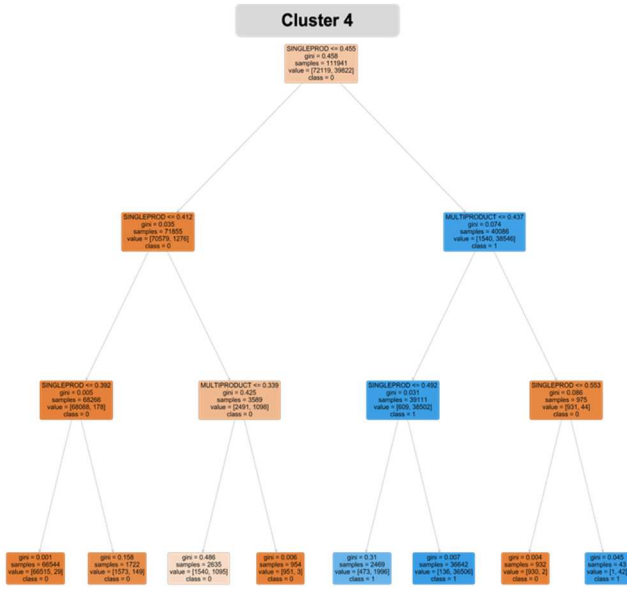 Cluster 4
SINGLEPROD <= 0.455
gini = 0.458
samples = 111941
value = [72119, 39822]
class = 0
SINGLEPROD <= 0.412
gini = 0.035
samples = 71855
value = [70579, 1276]
class = 0
MULTIPRODUCT <= 0.437
gini = 0.074
samples = 40086
value = [1540, 38546]
class = 1
SINGLEPROD <= 0.392
gini = 0.005
samples = 68266
value = [68088, 178]
class = 0
MULTIPRODUCT <= 0.339
gini = 0.425
samples = 3589
value = [2491, 1098]
class = 0
SINGLEPROD <= 0.492
gini = 0.031
samples = 39111
value = [609, 38502]
class = 1
SINGLEPROD <= 0.553
gini = 0.086
samples = 975
value = [931, 44]
class = 0
gini = 0.001
samples = 66544
value = [66515, 29]
class = 0
gini = 0.158
samples = 1722
value = [1573, 149]
class = 0
gini = 0.486
samples = 2635
value = [1540, 1095]
class = 0
gini = 0.006
samples = 954
value = [951, 3]
class = 0
gini = 0.31
samples = 2469
value = [473, 1996]
class = 1
gini = 0.007
samples = 36642
value = [136, 36506]
class = 1
gini = 0.004
samples = 932
value = [930, 2]
class = 0
gini = 0.045
samples = 43
value = [1, 42]
class = 1